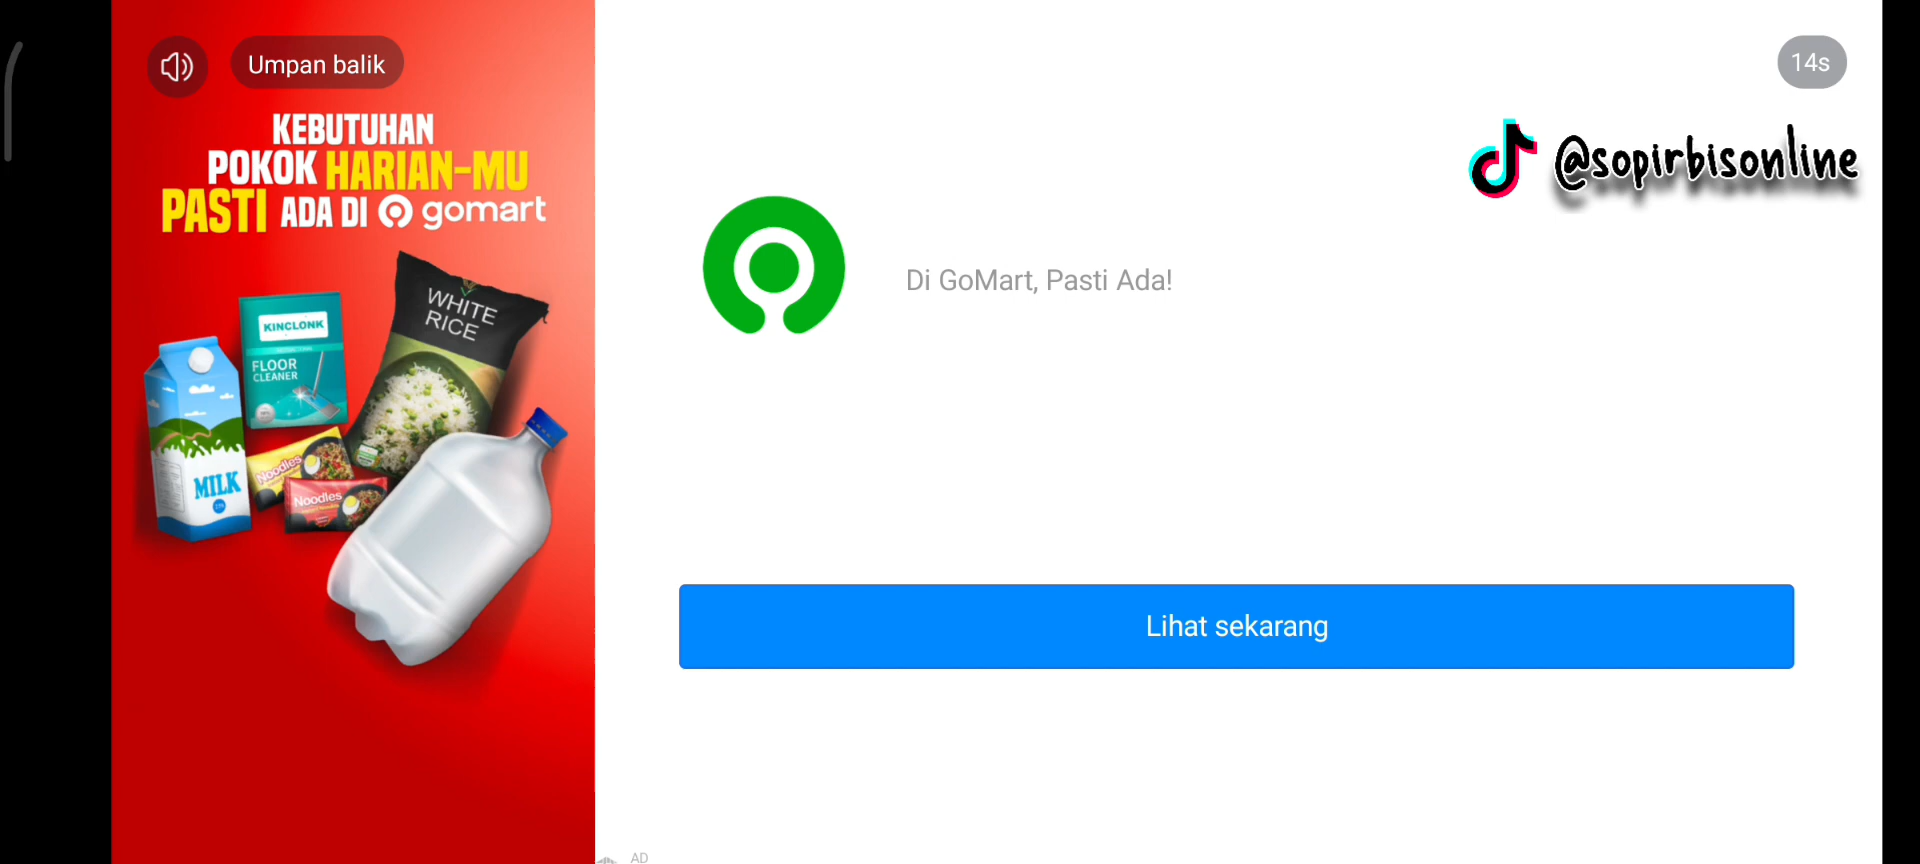 Umpan balik
14s
@sopirbisonline
KEBUTUHAN
POKOK HARIAN-MU
PASTI ADA DI gomart
Di GoMart, Pasti Ada!
WHITE
RICE
KINCLONK
FLOOR
CLEANER
Noodles
MILK
Noodles
Lihat sekarang
AD